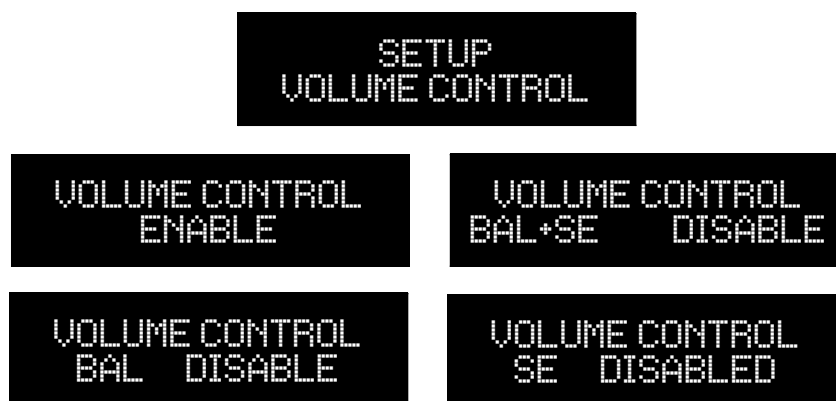 SETUP
VOLUME CONTROL
VOLUME CONTROL
ENABLE
VOLUME CONTROL
BAL+SE DISABLE
VOLUME CONTROL
BAL DISABLE
VOLUME CONTROL
SE DISABLED